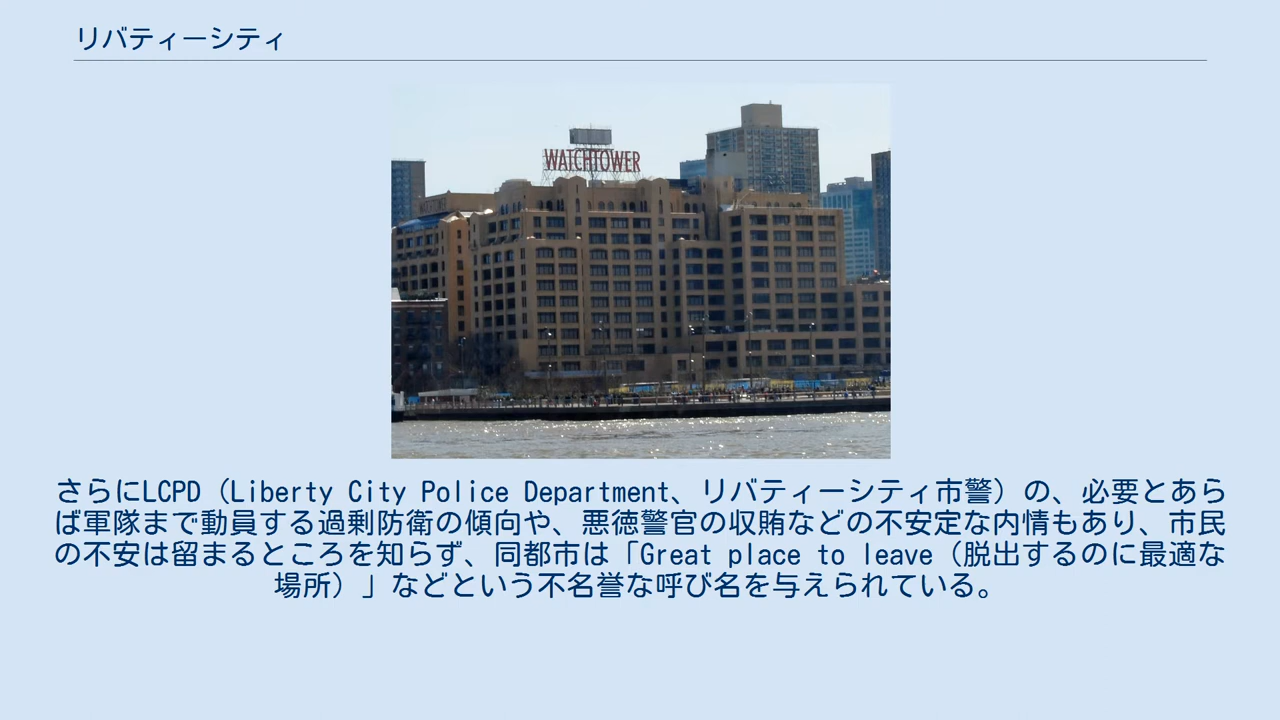 リバティーシティ
WATCHTOWER
さらにLCPD（Liberty City Police Department、リバティーシティ市警）の、必要とあら
ば軍隊まで動員する過剰防衛の傾向や、悪徳警官の収賄などの不安定な内情もあり、市民
の不安は留まるところを知らず、同都市は「Great place to leave（脱出するのに最適な
場所）」などという不名誉な呼び名を与えられている。